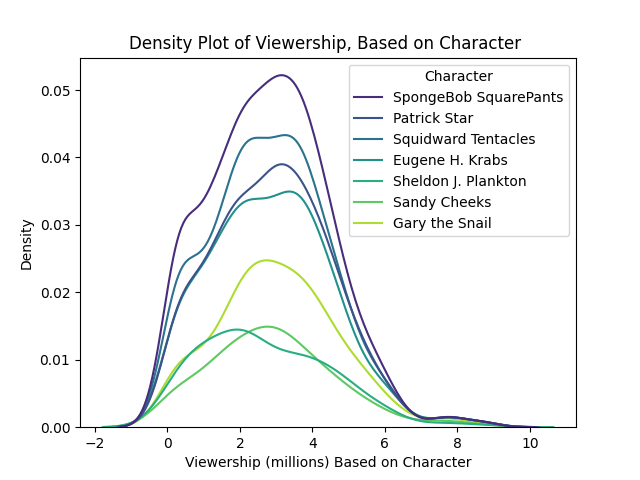 Density Plot of Viewership, Based on Character
Character
SpongeBob SquarePants
Patrick Star
Squidward Tentacles
Eugene H. Krabs
Sheldon J. Plankton
Sandy Cheeks
Gary the Snail
Density
0.05
0.04
0.03
0.02
0.01
0.00
−2 0 2 4 6 8 10
Viewership (millions) Based on Character